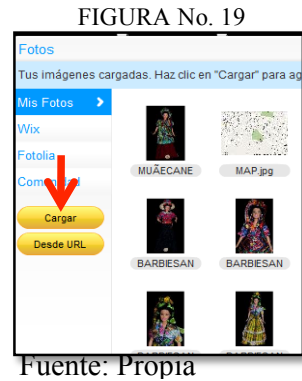 FIGURA No. 19
Fotos
Tus imágenes cargadas. Haz clic en "Cargar" para ag
Mis Fotos
Wix
Fotolia
Cargar
Desde URL
MUÃECANE
MAP.jpg
BARBIESAN
BARBIESAN
Fuente: Propia